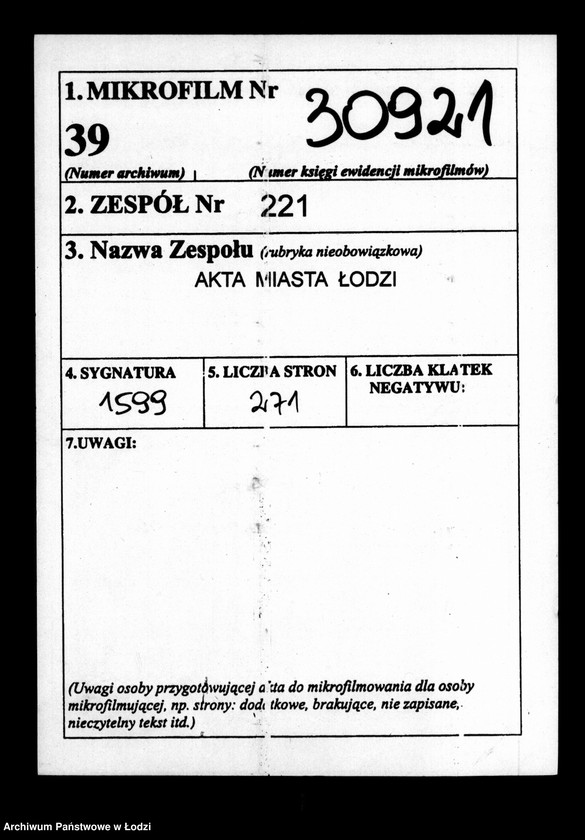 1. MIKROFILM Nr
30921
39
(Numer archiwum) (Numer księgi ewidencji mikrofilmów)
2. ZESPÓŁ Nr 221
3. Nazwa Zespołu (rubryka nieobowiązkowa)
AKTA MIASTA ŁODZI
4. SYGNATURA
1599
5. LICZBA STRON
271
6. LICZBA KLATEK
NEGATYWU:
7.UWAGI:
(Uwagi osoby przygotowującej akta do mikrofilmowania dla osoby
mikrofilmującej, np. strony: dodatkowe, brakujące, nie zapisane,
nieczytelny tekst itd.)
Archiwum Państwowe w Łodzi